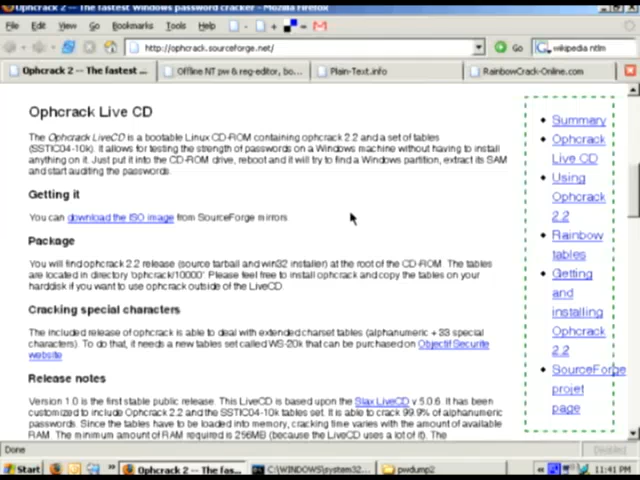 Ophcrack 2 -- The fastest Windows password cracker - Mozilla Firefox
File Edit View Go Bookmarks Tools Help
http://ophcrack.sourceforge.net/ Go wikipedia ntlm
Ophcrack 2 -- The fastest ... Offline NT pw & reg-editor, bo... Plain-Text.info RainbowCrack-Online.com
Ophcrack Live CD
The Ophcrack LiveCD is a bootable Linux CD-ROM containing ophcrack 2.2 and a set of tables
(SSTIC04-10k). It allows for testing the strength of passwords on a Windows machine without having to install
anything on it. Just put it into the CD-ROM drive, reboot and it will try to find a Windows partition, extract its SAM
and start auditing the passwords.
Getting it
You can download the ISO image from SourceForge mirrors
Package
You will find ophcrack 2.2 release (source tarball and win32 installer) at the root of the CD-ROM. The tables
are located in directory 'ophcrack/10000'. Please feel free to install ophcrack and copy the tables on your
harddisk if you want to use ophcrack outside of the LiveCD.
Cracking special characters
The included release of ophcrack is able to deal with extended charset tables (alphanumeric + 33 special
characters). To do that, it needs a new tables set called WS-20k that can be purchased on Objectif Securite
website
Release notes
Version 1.0 is the first stable public release. This LiveCD is based upon the Slax LiveCD v 5.0.6. It has been
customized to include Ophcrack 2.2 and the SSTIC04-10k tables set. It is able to crack 99.9% of alphanumeric
passwords. Since the tables have to be loaded into memory, cracking time varies with the amount of available
RAM. The minimum amount of RAM required is 256MB (because the LiveCD uses a lot of it). The
Summary
Ophcrack
Live CD
Using
Ophcrack
2.2
Rainbow
tables
Getting
and
installing
Ophcrack
2.2
SourceForge
projet
page
Done
Start Ophcrack 2 -- The fas... C:\WINDOWS\system32... pwdump2 11:41 PM